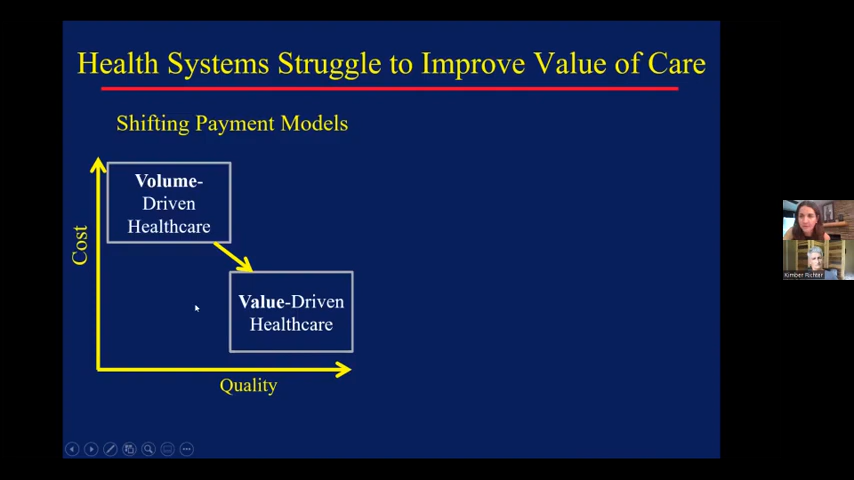 Health Systems Struggle to Improve Value of Care
Shifting Payment Models
Volume-
Driven
Healthcare
Cost
Value-Driven
Healthcare
Quality
Kimber Richter